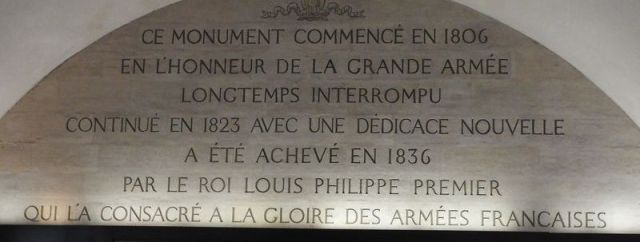 CE MONUMENT COMMENCÉ EN 1806
EN L'HONNEUR DE LA GRANDE ARMÉE
LONGTEMPS INTERROMPU
CONTINUÉ EN 1823 AVEC UNE DÉDICACE NOUVELLE
A ÉTÉ ACHEVÉ EN 1836
PAR LE ROI LOUIS PHILIPPE PREMIER
QUI L'A CONSACRÉ A LA GLOIRE DES ARMÉES FRANÇAISES